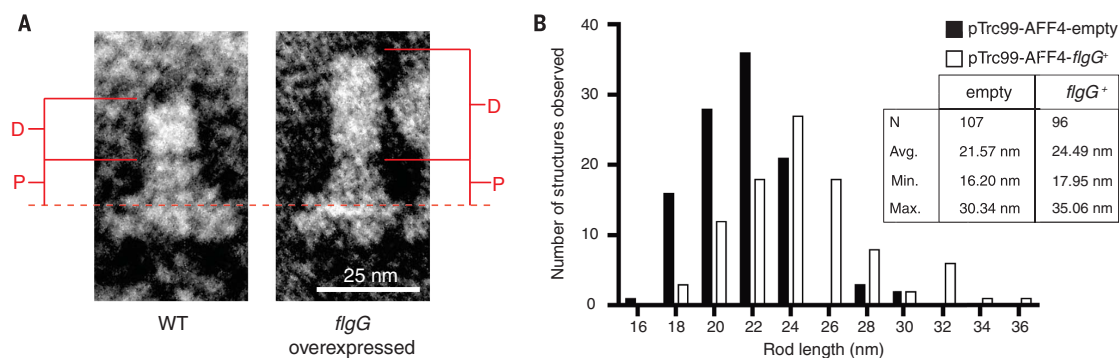 A
D
P
D
P
25 nm
WT
flgG
overexpressed
B
pTrc99-AFF4-empty
pTrc99-AFF4-flgG+
empty flgG +
N 107 96
Avg. 21.57 nm 24.49 nm
Min. 16.20 nm 17.95 nm
Max. 30.34 nm 35.06 nm
Number of structures observed
40
30
20
10
0
16 18 20 22 24 26 28 30 32 34 36
Rod length (nm)